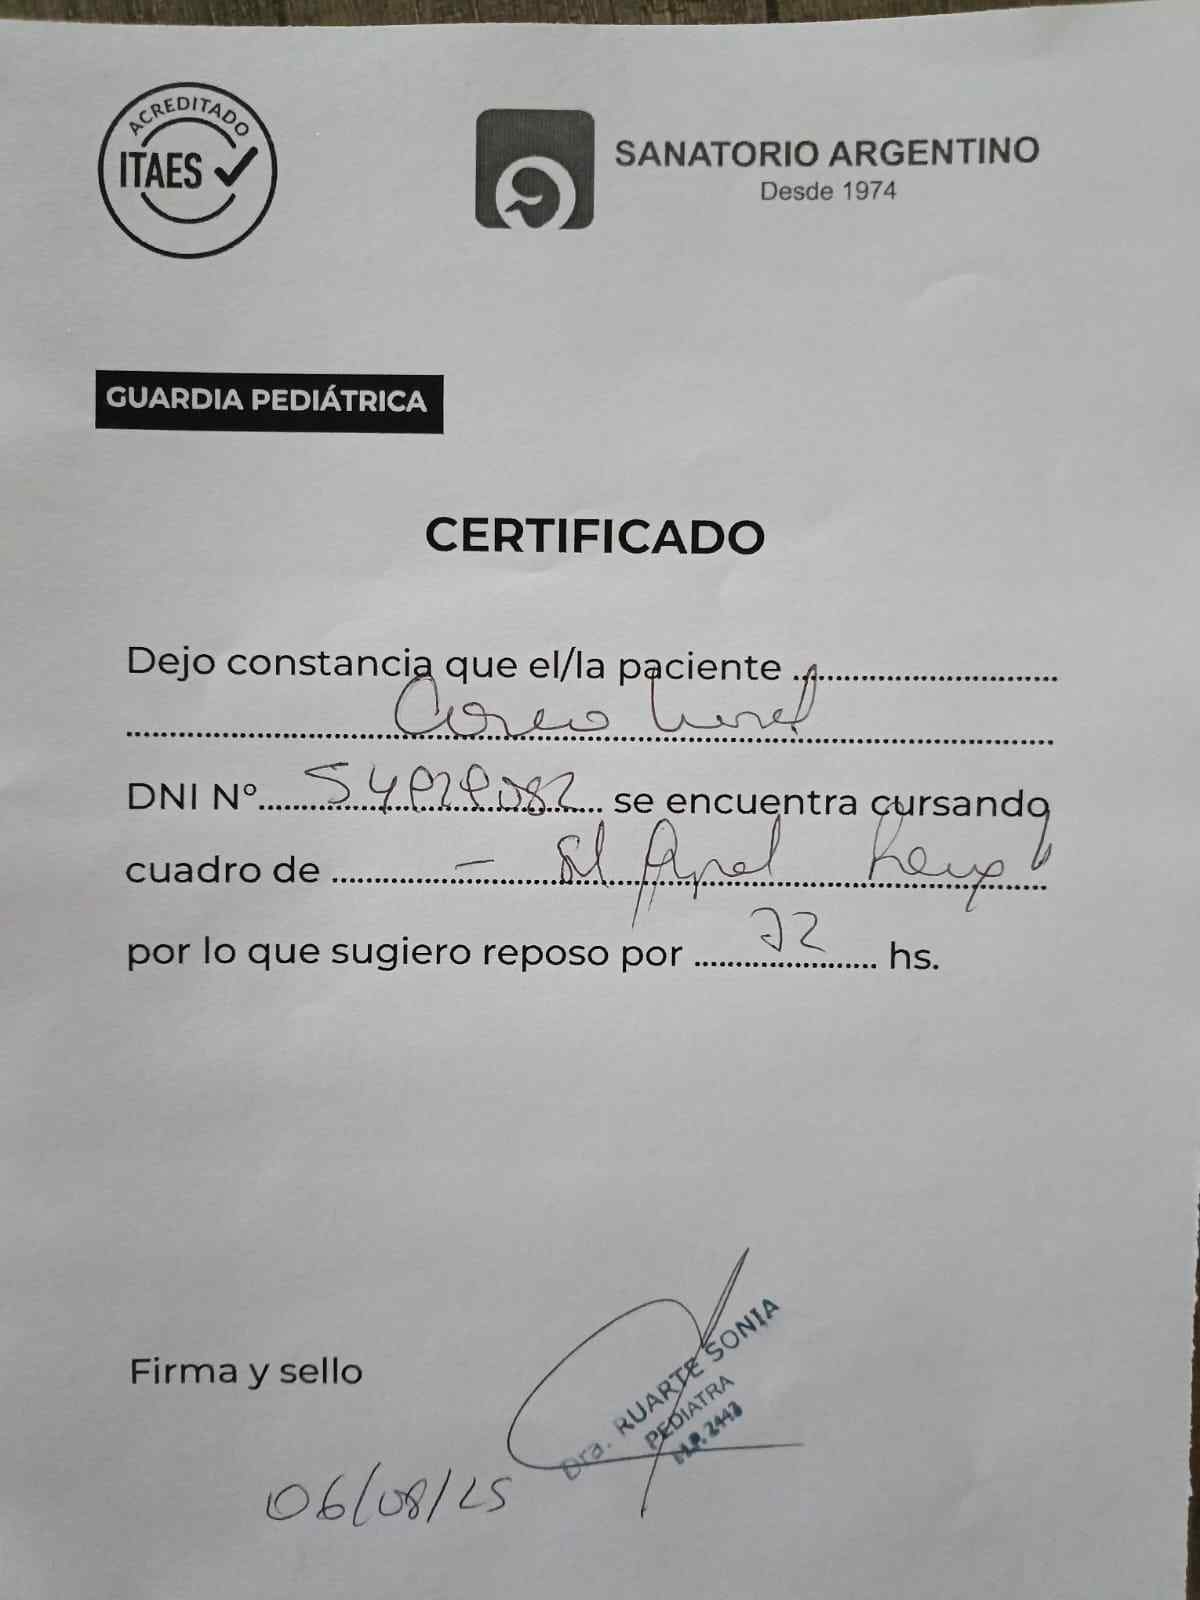 ACREDITADO
ITAES
SANATORIO ARGENTINO
Desde 1974
GUARDIA PEDIÁTRICA
CERTIFICADO
Dejo constancia que el/la paciente
DNI Nº se encuentra cursando
cuadro de
por lo que sugiero reposo por 72 hs.
Firma y sello
Dra. RUARTE SONIA
PEDIATRA
M.P. 2443
06/08/25